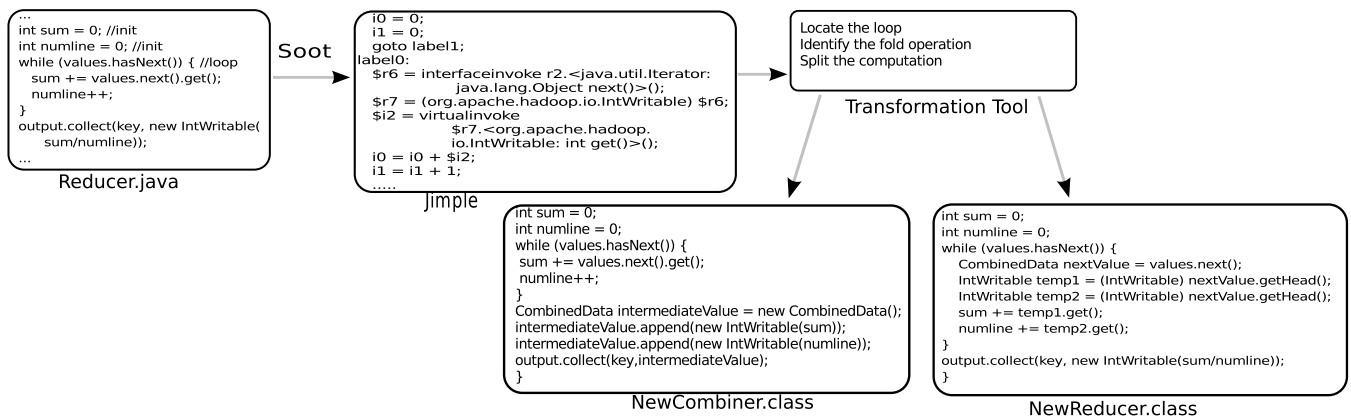 ...
int sum = 0; //init
int numline = 0; //init
while (values.hasNext()) { //loop
sum += values.next().get();
numline++;
}
output.collect(key, new IntWritable(
sum/numline));
...
Reducer.java
Soot
i0 = 0;
i1 = 0;
goto label1;
label0:
$r6 = interfaceinvoke r2.<java.util.Iterator:
java.lang.Object next()>();
$r7 = (org.apache.hadoop.io.IntWritable) $r6;
$i2 = virtualinvoke
$r7.<org.apache.hadoop.
io.IntWritable: int get()>();
i0 = i0 + $i2;
i1 = i1 + 1;
.....
Jimple
Locate the loop
Identify the fold operation
Split the computation
Transformation Tool
int sum = 0;
int numline = 0;
while (values.hasNext()) {
sum += values.next().get();
numline++;
}
CombinedData intermediateValue = new CombinedData();
intermediateValue.append(new IntWritable(sum));
intermediateValue.append(new IntWritable(numline));
output.collect(key,intermediateValue);
}
NewCombiner.class
int sum = 0;
int numline = 0;
while (values.hasNext()) {
CombinedData nextValue = values.next();
IntWritable temp1 = (IntWritable) nextValue.getHead();
IntWritable temp2 = (IntWritable) nextValue.getHead();
sum += temp1.get();
numline += temp2.get();
}
output.collect(key, new IntWritable(sum/numline));
}
NewReducer.class